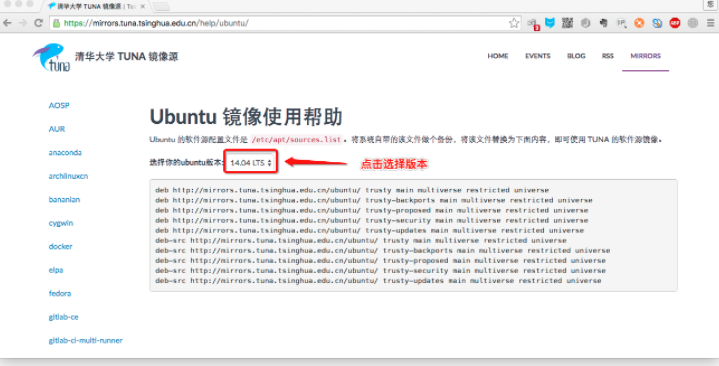 清华大学 TUNA 镜像源 | Tsi
您
https://mirrors.tuna.tsinghua.edu.cn/help/ubuntu/
tuna
清华大学 TUNA 镜像源
HOME EVENTS BLOG RSS MIRRORS
AOSP
AUR
anaconda
archlinuxcn
bananian
cygwin
docker
elpa
fedora
gitlab-ce
gitlab-ci-multi-runner
Ubuntu 镜像使用帮助
Ubuntu 的软件源配置文件是 /etc/apt/sources.list 。将系统自带的该文件做个备份，将该文件替换为下面内容，即可使用 TUNA 的软件源镜像。
选择你的ubuntu版本: 14.04 LTS
点击选择版本
deb http://mirrors.tuna.tsinghua.edu.cn/ubuntu/ trusty main multiverse restricted universe
deb http://mirrors.tuna.tsinghua.edu.cn/ubuntu/ trusty-backports main multiverse restricted universe
deb http://mirrors.tuna.tsinghua.edu.cn/ubuntu/ trusty-proposed main multiverse restricted universe
deb http://mirrors.tuna.tsinghua.edu.cn/ubuntu/ trusty-security main multiverse restricted universe
deb http://mirrors.tuna.tsinghua.edu.cn/ubuntu/ trusty-updates main multiverse restricted universe
deb-src http://mirrors.tuna.tsinghua.edu.cn/ubuntu/ trusty main multiverse restricted universe
deb-src http://mirrors.tuna.tsinghua.edu.cn/ubuntu/ trusty-backports main multiverse restricted universe
deb-src http://mirrors.tuna.tsinghua.edu.cn/ubuntu/ trusty-proposed main multiverse restricted universe
deb-src http://mirrors.tuna.tsinghua.edu.cn/ubuntu/ trusty-security main multiverse restricted universe
deb-src http://mirrors.tuna.tsinghua.edu.cn/ubuntu/ trusty-updates main multiverse restricted universe